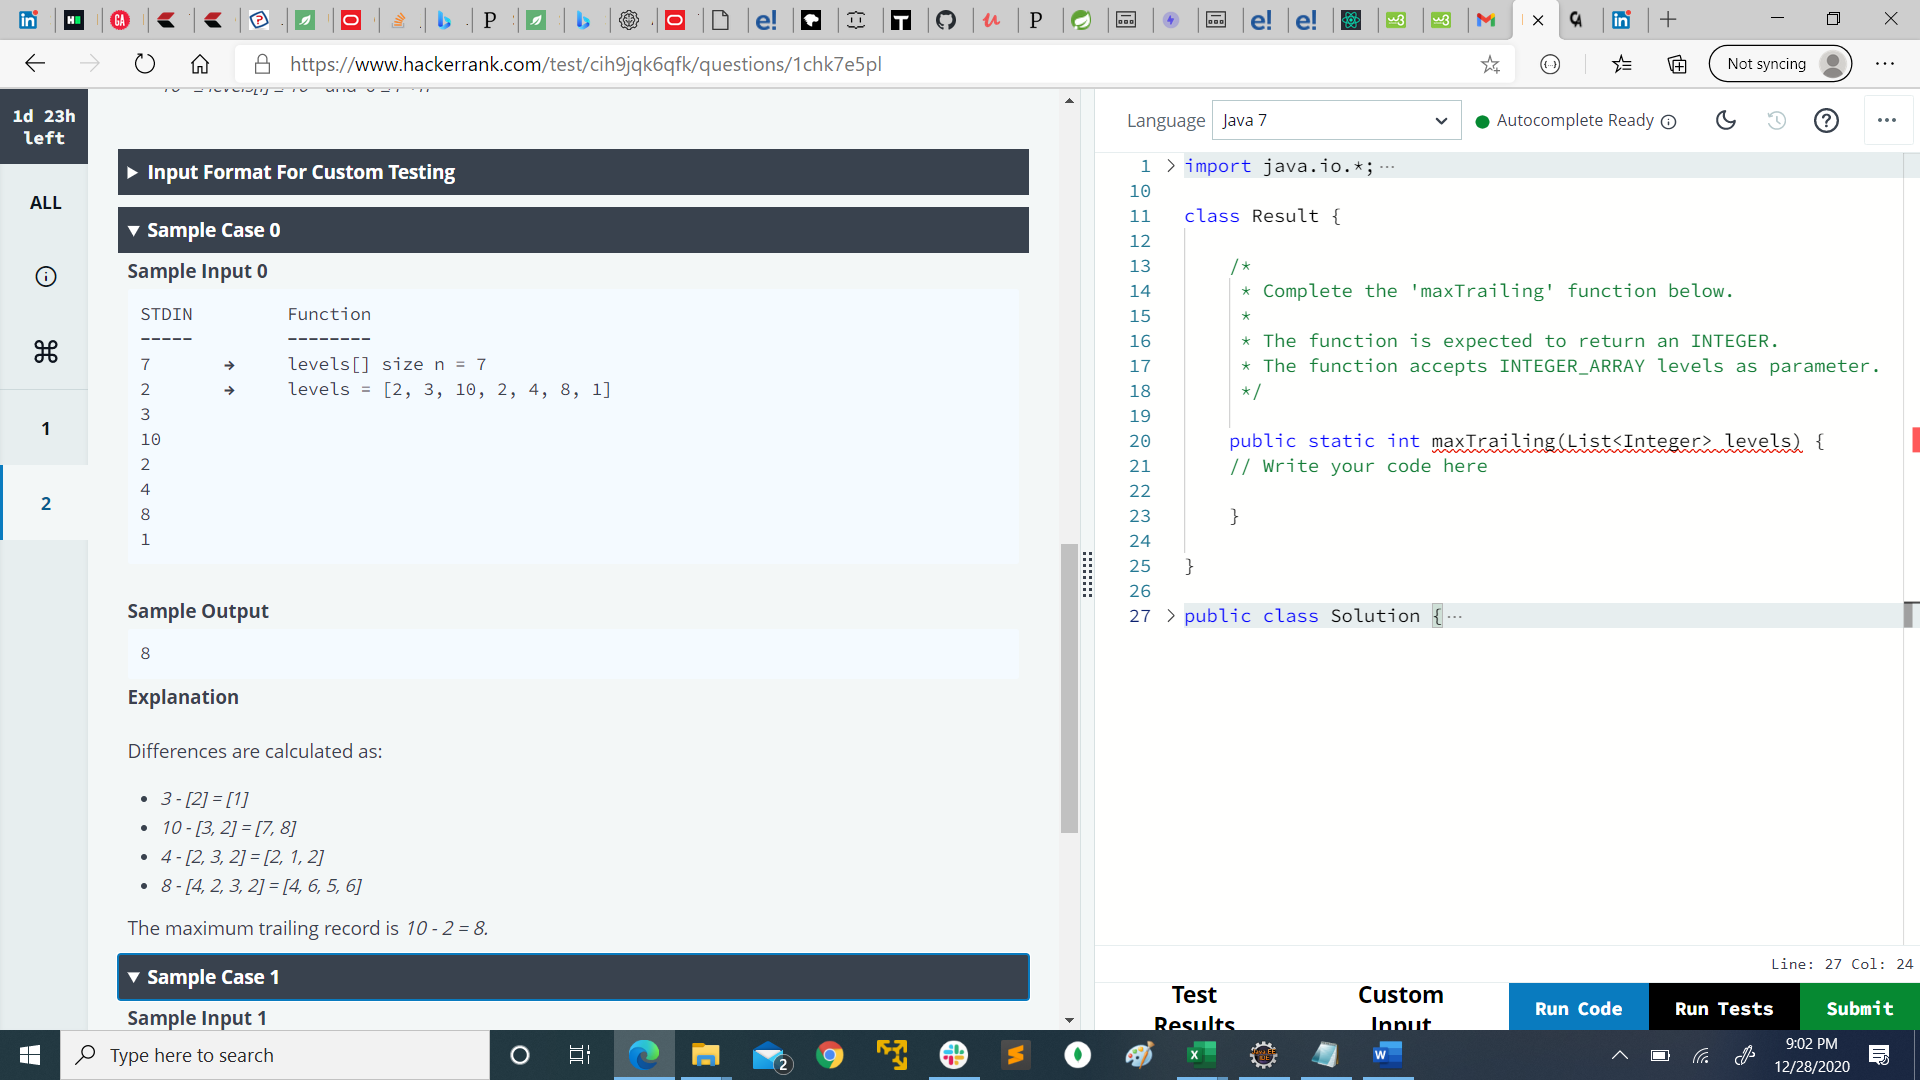 https://www.hackerrank.com/test/cih9jqk6qfk/questions/1chk7e5pl
Not syncing
1d 23h
left
ALL
1
2
Input Format For Custom Testing
Sample Case 0
Sample Input 0
STDIN Function
----- --------
7 → levels[] size n = 7
2 → levels = [2, 3, 10, 2, 4, 8, 1]
3
10
2
4
8
1
Sample Output
8
Explanation
Differences are calculated as:
• 3 - [2] = [1]
• 10 - [3, 2] = [7, 8]
• 4 - [2, 3, 2] = [2, 1, 2]
• 8 - [4, 2, 3, 2] = [4, 6, 5, 6]
The maximum trailing record is 10 - 2 = 8.
Sample Case 1
Sample Input 1
Language Java 7 Autocomplete Ready
1 import java.io.*;...
10
11 class Result {
12
13 /*
14 * Complete the 'maxTrailing' function below.
15 *
16 * The function is expected to return an INTEGER.
17 * The function accepts INTEGER_ARRAY levels as parameter.
18 */
19
20 public static int maxTrailing(List<Integer> levels) {
21 // Write your code here
22
23 }
24
25 }
26
27 public class Solution {...
Line: 27 Col: 24
Test Results
Custom Input
Run Code
Run Tests
Submit
Type here to search
2
9:02 PM
12/28/2020